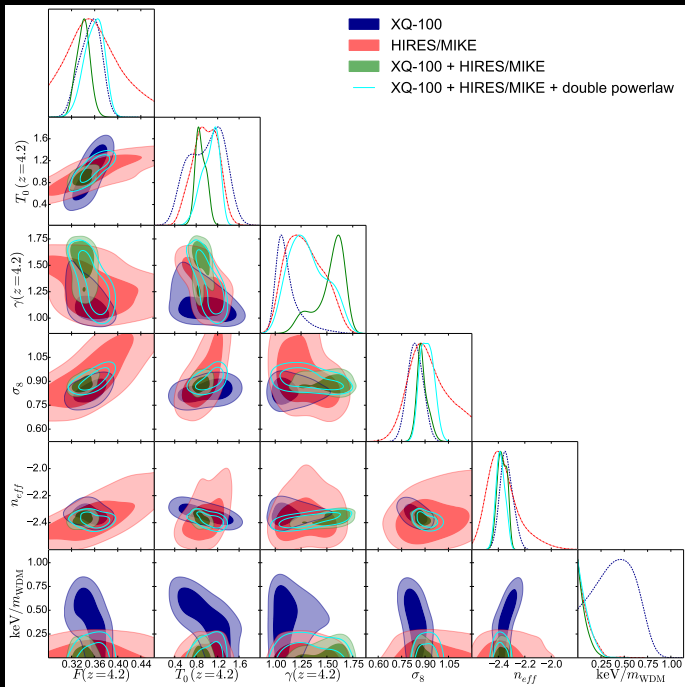 XQ-100
HIRES/MIKE
XQ-100 + HIRES/MIKE
XQ-100 + HIRES/MIKE + double powerlaw
1.6
1.2
0.8
0.4
T₀(z=4.2)
1.75
1.50
1.25
1.00
γ(z=4.2)
1.05
0.90
0.75
0.60
σ₈
−2.0
−2.2
−2.4
n_eff
1.00
0.75
0.50
0.25
keV/m_WDM
0.32 0.36 0.40 0.44
F(z=4.2)
0.4 0.8 1.2 1.6
T₀(z=4.2)
1.00 1.25 1.50 1.75
γ(z=4.2)
0.60 0.75 0.90 1.05
σ₈
−2.4 −2.2 −2.0
n_eff
0.25 0.50 0.75 1.00
keV/m_WDM